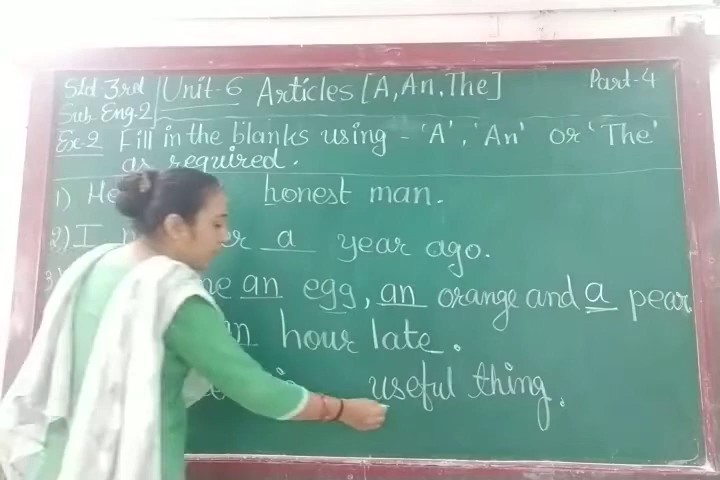 Std 3rd Unit-6 Articles [A, An, The] Part-4
Sub. Eng.2
Ex.2 Fill in the blanks using - 'A', 'An' or 'The'
as required.
1) He honest man.
2) I a year ago.
an egg, an orange and a pear
an hour late.
useful thing.